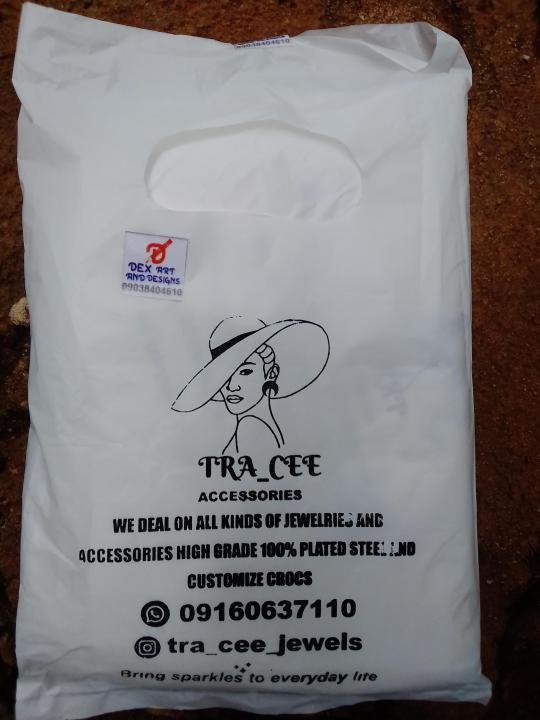 09038404610
DEX ART
AND DESIGNS
09038404610
TRA_CEE
ACCESSORIES
WE DEAL ON ALL KINDS OF JEWELRIES AND
ACCESSORIES HIGH GRADE 100% PLATED STEEL AND
CUSTOMIZE CROCS
09160637110
tra_cee_jewels
Bring sparkles to everyday life